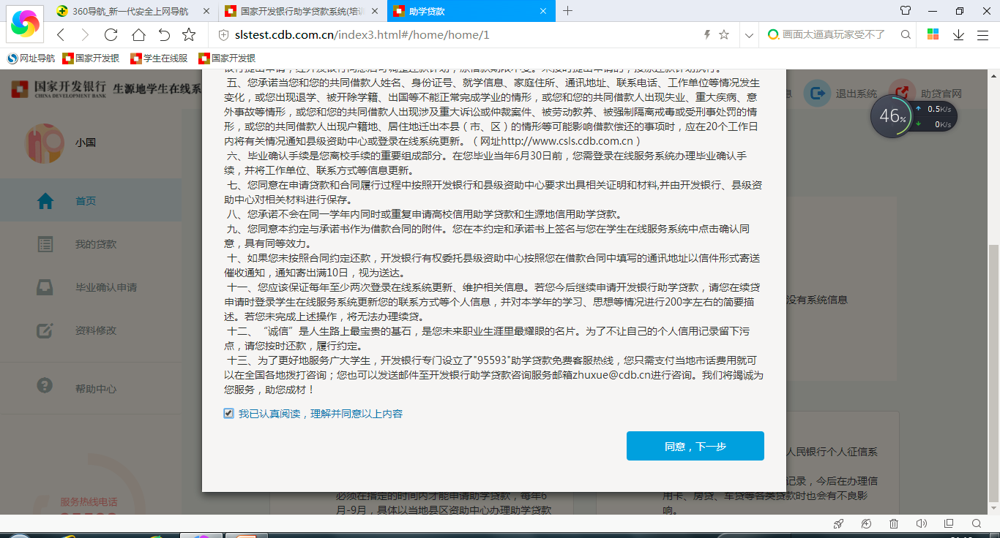 360导航_新一代安全上网导航
国家开发银行助学贷款系统(培训
助学贷款
slstest.cdb.com.cn/index3.html#/home/home/1
画面太逼真玩家受不了
网址导航
国家开发银
学生在线服
国家开发银
国家开发银行
CHINA DEVELOPMENT BANK
生源地学生在线系
息
退出系统
助贷官网
46%
0.5K/s
0K/s
小国
首页
我的贷款
毕业确认申请
资料修改
帮助中心
服务热线电话
五、您承诺当您和您的共同借款人姓名、身份证号、就学信息、家庭住所、通讯地址、联系电话、工作单位等情况发生
变化，或您出现退学、被开除学籍、出国等不能正常完成学业的情形，或您和您的共同借款人出现失业、重大疾病、意
外事故等情形，或您和您的共同借款人出现涉及重大诉讼或仲裁案件、被劳动教养、被强制隔离戒毒或受刑事处罚的情
形，或您和您的共同借款人出现户籍地、居住地迁出本县（市、区）的情形等可能影响借款偿还的事项时，应在20个工作日
内将有关情况通知县级资助中心或登录在线系统更新。（网址http://www.csls.cdb.com.cn）
六、毕业确认手续是您离校手续的重要组成部分。在您毕业当年6月30日前，您需登录在线服务系统办理毕业确认手
续，并将工作单位、联系方式等信息更新。
七、您同意在申请贷款和合同履行过程中按照开发银行和县级资助中心要求出具相关证明和材料,并由开发银行、县级资
助中心对相关材料进行保存。
八、您承诺不会在同一学年内同时或重复申请高校信用助学贷款和生源地信用助学贷款。
九、您同意本约定与承诺书作为借款合同的附件。您在本约定和承诺书上签名与您在学生在线服务系统中点击确认同
意，具有同等效力。
十、如果您未按照合同约定还款，开发银行有权委托县级资助中心按照您在借款合同中填写的通讯地址以信件形式寄送
催收通知，通知寄出满10日，视为送达。
十一、您应该保证每年至少两次登录在线系统更新、维护相关信息。若您今后继续申请开发银行助学贷款，请您在续贷
申请时登录学生在线服务系统更新您的联系方式等个人信息，并对本学年的学习、思想等情况进行200字左右的简要描
述。若您未完成上述操作，将无法办理续贷。
十二、“诚信”是人生路上最宝贵的基石，是您未来职业生涯里最耀眼的名片。为了不让自己的个人信用记录留下污
点，请您按时还款，履行约定。
十三、为了更好地服务广大学生，开发银行专门设立了"95593"助学贷款免费客服热线，您只需支付当地市话费用就可
以在全国各地拨打咨询；您也可以发送邮件至开发银行助学贷款咨询服务邮箱zhuxue@cdb.cn进行咨询。我们将竭诚为
您服务，助您成材！
我已认真阅读，理解并同意以上内容
同意，下一步
没有系统信息
人民银行个人征信系
记录，今后在办理信
用卡、房贷、车贷等各类贷款时也会有不良影
响。
必须在指定的时间内才能申请助学贷款，每年6
月-9月，具体以当地县区资助中心办理助学贷款